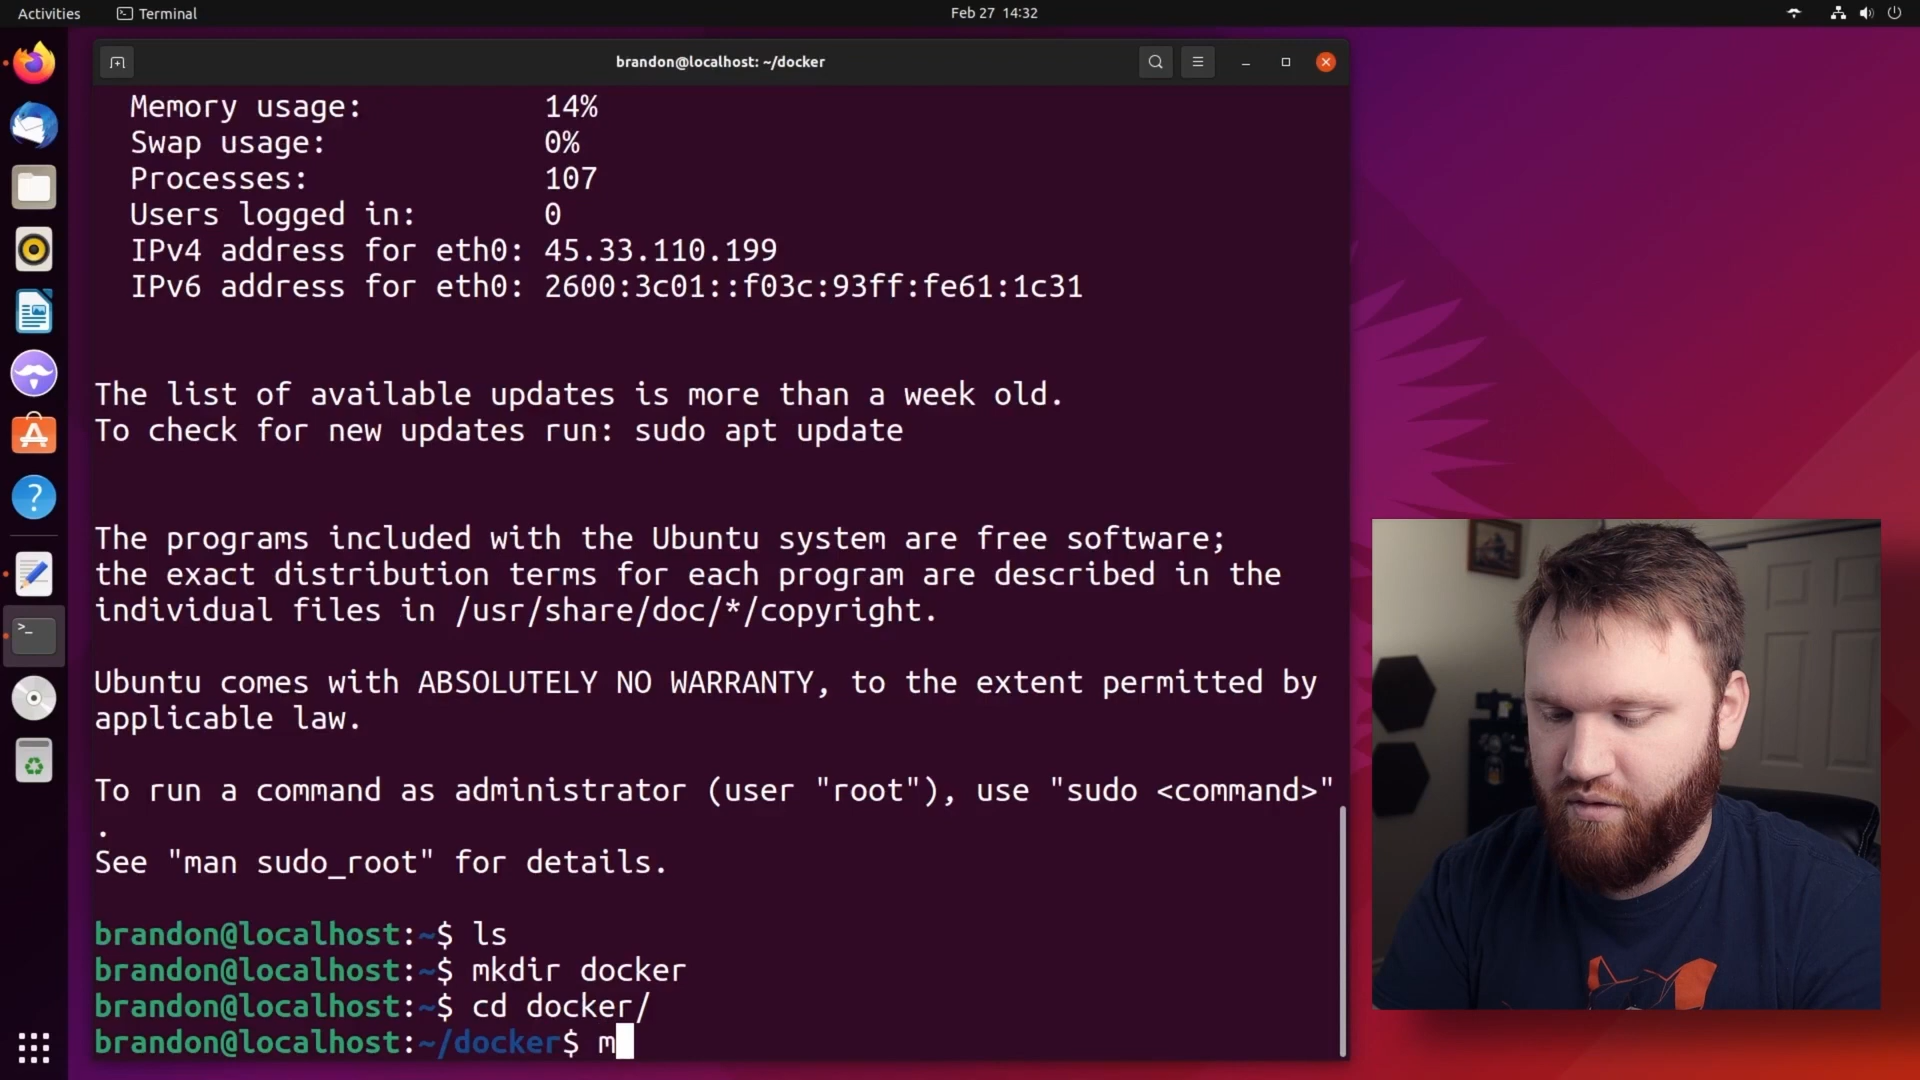 Activities
Terminal
Feb 27 14:32
brandon@localhost: ~/docker
Memory usage: 14%
Swap usage: 0%
Processes: 107
Users logged in: 0
IPv4 address for eth0: 45.33.110.199
IPv6 address for eth0: 2600:3c01::f03c:93ff:fe61:1c31
The list of available updates is more than a week old.
To check for new updates run: sudo apt update
The programs included with the Ubuntu system are free software;
the exact distribution terms for each program are described in the
individual files in /usr/share/doc/*/copyright.
Ubuntu comes with ABSOLUTELY NO WARRANTY, to the extent permitted by
applicable law.
To run a command as administrator (user "root"), use "sudo <command>"
.
See "man sudo_root" for details.
brandon@localhost:~$ ls
brandon@localhost:~$ mkdir docker
brandon@localhost:~$ cd docker/
brandon@localhost:~/docker$ m